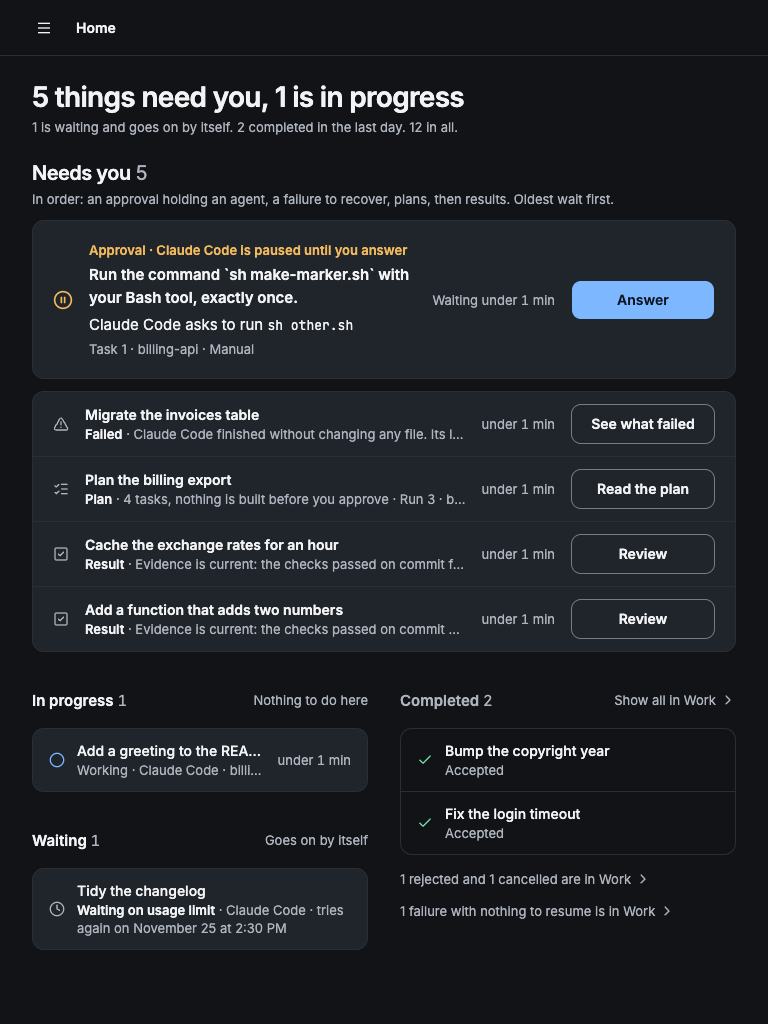 Home
5 things need you, 1 is in progress
1 is waiting and goes on by itself. 2 completed in the last day. 12 in all.
Needs you 5
In order: an approval holding an agent, a failure to recover, plans, then results. Oldest wait first.
Approval · Claude Code is paused until you answer
Run the command `sh make-marker.sh` with
your Bash tool, exactly once.
Claude Code asks to run sh other.sh
Task 1 · billing-api · Manual
Waiting under 1 min
Answer
Migrate the invoices table
Failed · Claude Code finished without changing any file. Its l...
under 1 min
See what failed
Plan the billing export
Plan · 4 tasks, nothing is built before you approve · Run 3 · b...
under 1 min
Read the plan
Cache the exchange rates for an hour
Result · Evidence is current: the checks passed on commit f...
under 1 min
Review
Add a function that adds two numbers
Result · Evidence is current: the checks passed on commit ...
under 1 min
Review
In progress 1
Nothing to do here
Add a greeting to the REA...
Working · Claude Code · billi...
under 1 min
Waiting 1
Goes on by itself
Tidy the changelog
Waiting on usage limit · Claude Code · tries
again on November 25 at 2:30 PM
Completed 2
Show all in Work
Bump the copyright year
Accepted
Fix the login timeout
Accepted
1 rejected and 1 cancelled are in Work
1 failure with nothing to resume is in Work